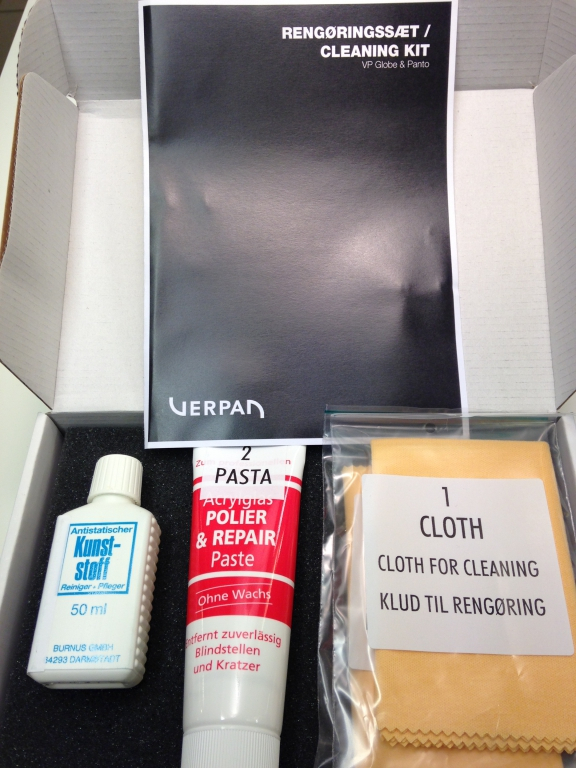 RENGØRINGSSÆT /
CLEANING KIT
VP Globe & Panto
VERPAN
Antistatischer
Kunst-
stoff
Reiniger + Pfleger
50 ml
BURNUS GMBH
64293 DARMSTADT
2
PASTA
Acrylglas
POLIER
& REPAIR
Paste
Ohne Wachs
Entfernt zuverlässig
Blindstellen
und Kratzer
1
CLOTH
CLOTH FOR CLEANING
KLUD TIL RENGØRING